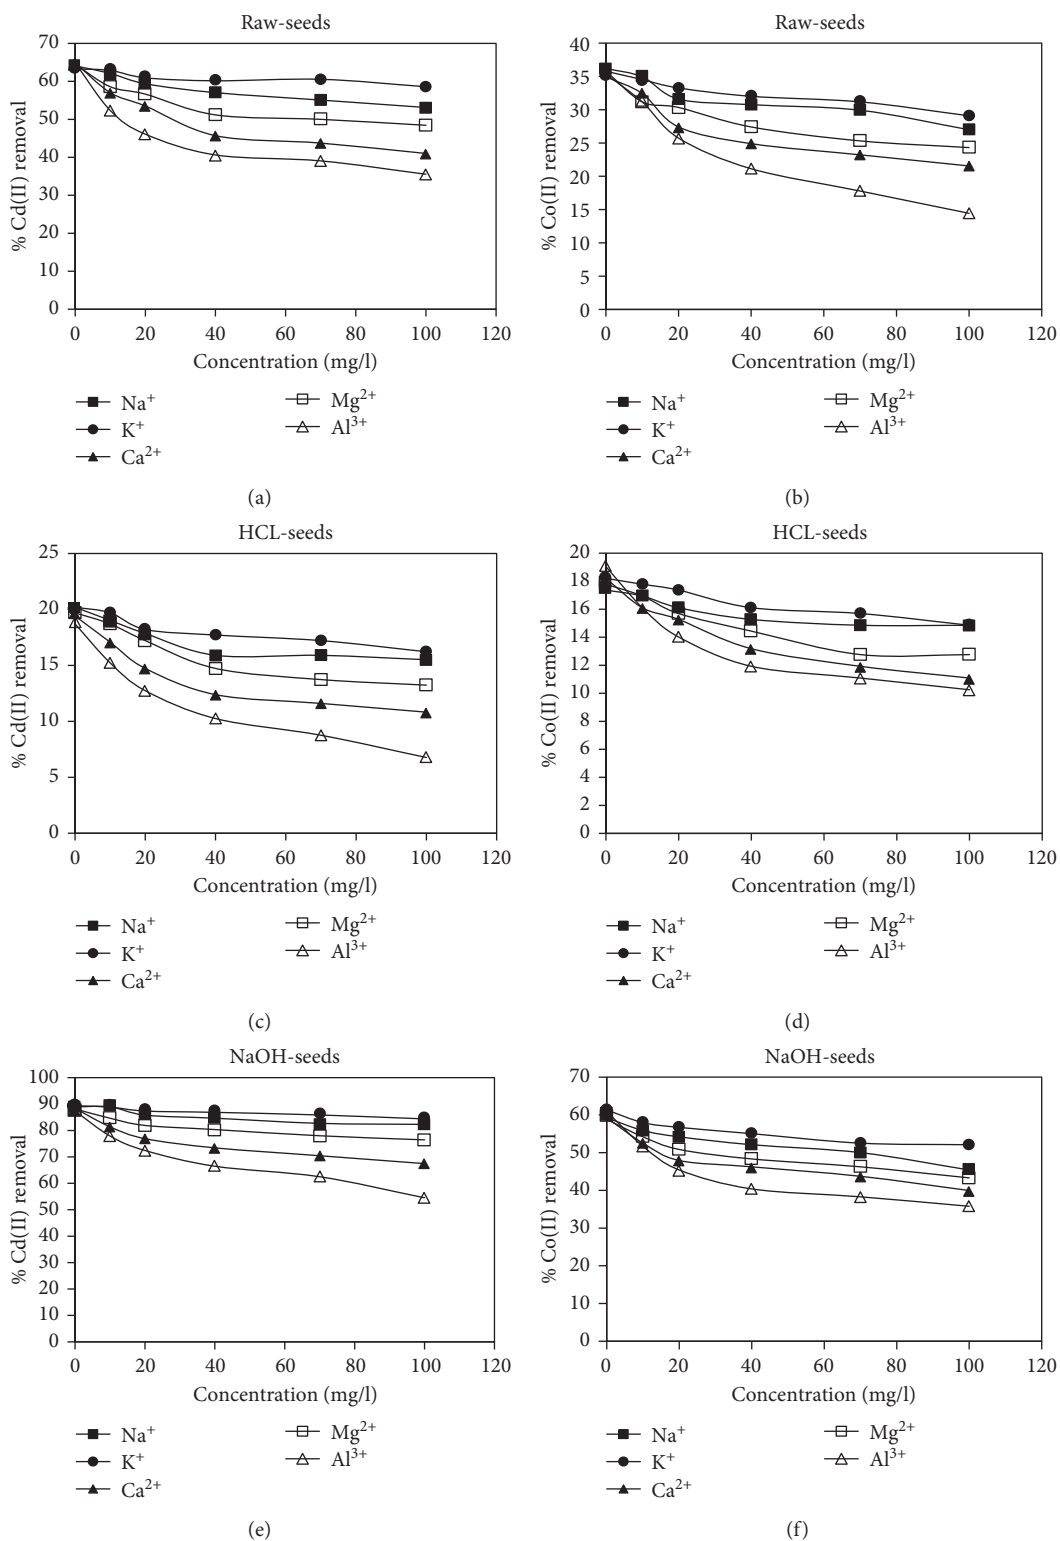 Raw-seeds
70
60
50
40
30
20
10
0
% Cd(II) removal
0 20 40 60 80 100 120
Concentration (mg/l)
Na⁺
K⁺
Ca²⁺
Mg²⁺
Al³⁺
(a)
Raw-seeds
40
35
30
25
20
15
10
5
0
% Co(II) removal
0 20 40 60 80 100 120
Concentration (mg/l)
Na⁺
K⁺
Ca²⁺
Mg²⁺
Al³⁺
(b)
HCL-seeds
25
20
15
10
5
0
% Cd(II) removal
0 20 40 60 80 100 120
Concentration (mg/l)
Na⁺
K⁺
Ca²⁺
Mg²⁺
Al³⁺
(c)
HCL-seeds
20
18
16
14
12
10
8
6
4
2
0
% Co(II) removal
0 20 40 60 80 100 120
Concentration (mg/l)
Na⁺
K⁺
Ca²⁺
Mg²⁺
Al³⁺
(d)
NaOH-seeds
100
90
80
70
60
50
40
30
20
10
0
% Cd(II) removal
0 20 40 60 80 100 120
Concentration (mg/l)
Na⁺
K⁺
Ca²⁺
Mg²⁺
Al³⁺
(e)
NaOH-seeds
70
60
50
40
30
20
10
0
% Co(II) removal
0 20 40 60 80 100 120
Concentration (mg/l)
Na⁺
K⁺
Ca²⁺
Mg²⁺
Al³⁺
(f)